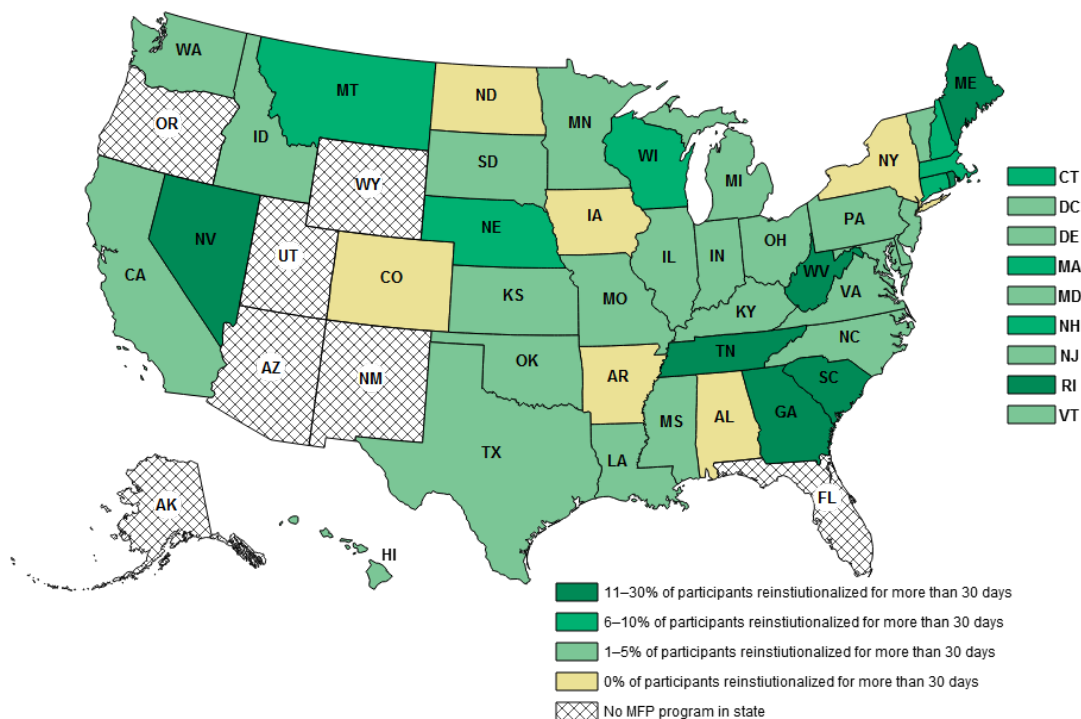 WA
MT
ND
ME
OR
MN
ID
SD
WI
NY
MI
WY
IA
PA
NE
NV
OH
UT
IL
IN
WV
CA
CO
VA
KS
MO
KY
NC
TN
OK
AZ
NM
AR
SC
MS
AL
GA
TX
LA
AK
FL
HI
CT
DC
DE
MA
MD
NH
NJ
RI
VT
11–30% of participants reinstiutionalized for more than 30 days
6–10% of participants reinstiutionalized for more than 30 days
1–5% of participants reinstiutionalized for more than 30 days
0% of participants reinstiutionalized for more than 30 days
No MFP program in state